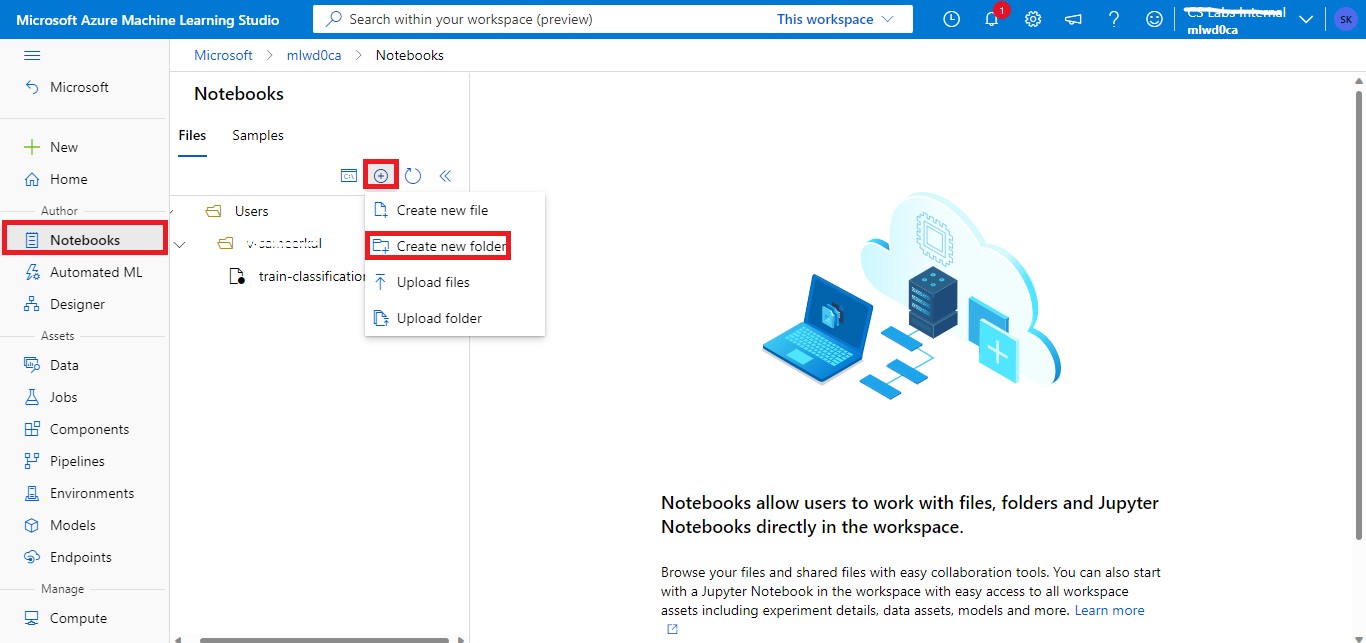 Microsoft Azure Machine Learning Studio
Search within your workspace (preview)
This workspace
1
CS Labs Internal
mlwd0ca
SK
Microsoft > mlwd0ca > Notebooks
Microsoft
New
Home
Author
Notebooks
Automated ML
Designer
Assets
Data
Jobs
Components
Pipelines
Environments
Models
Endpoints
Manage
Compute
Notebooks
Files Samples
Users
train-classification
Create new file
Create new folder
Upload files
Upload folder
Notebooks allow users to work with files, folders and Jupyter
Notebooks directly in the workspace.
Browse your files and shared files with easy collaboration tools. You can also start
with a Jupyter Notebook in the workspace with easy access to all workspace
assets including experiment details, data assets, models and more. Learn more